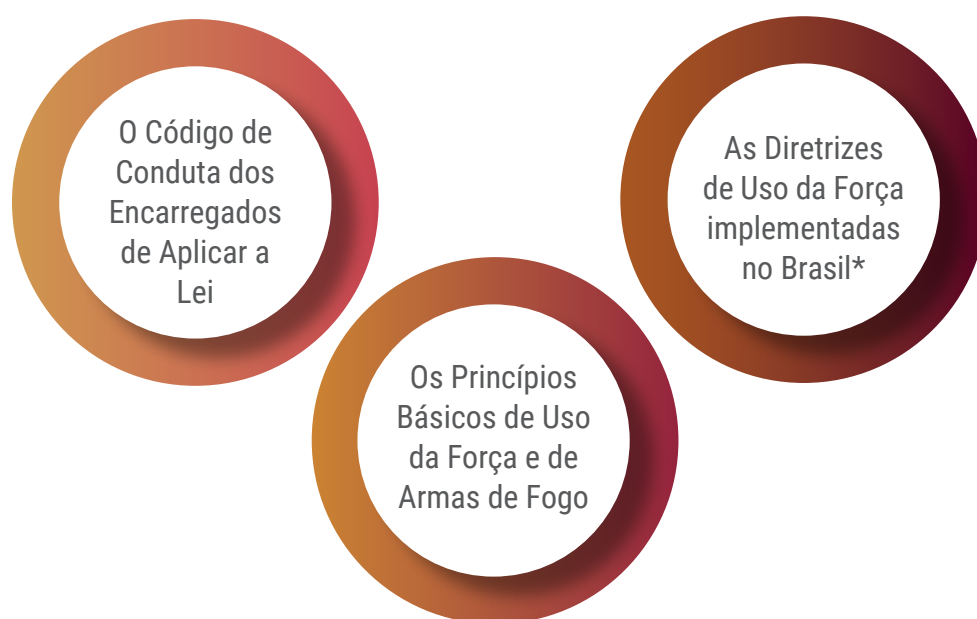 O Código de
Conduta dos
Encarregados
de Aplicar a
Lei
Os Princípios
Básicos de Uso
da Força e de
Armas de Fogo
As Diretrizes
de Uso da Força
implementadas
no Brasil*